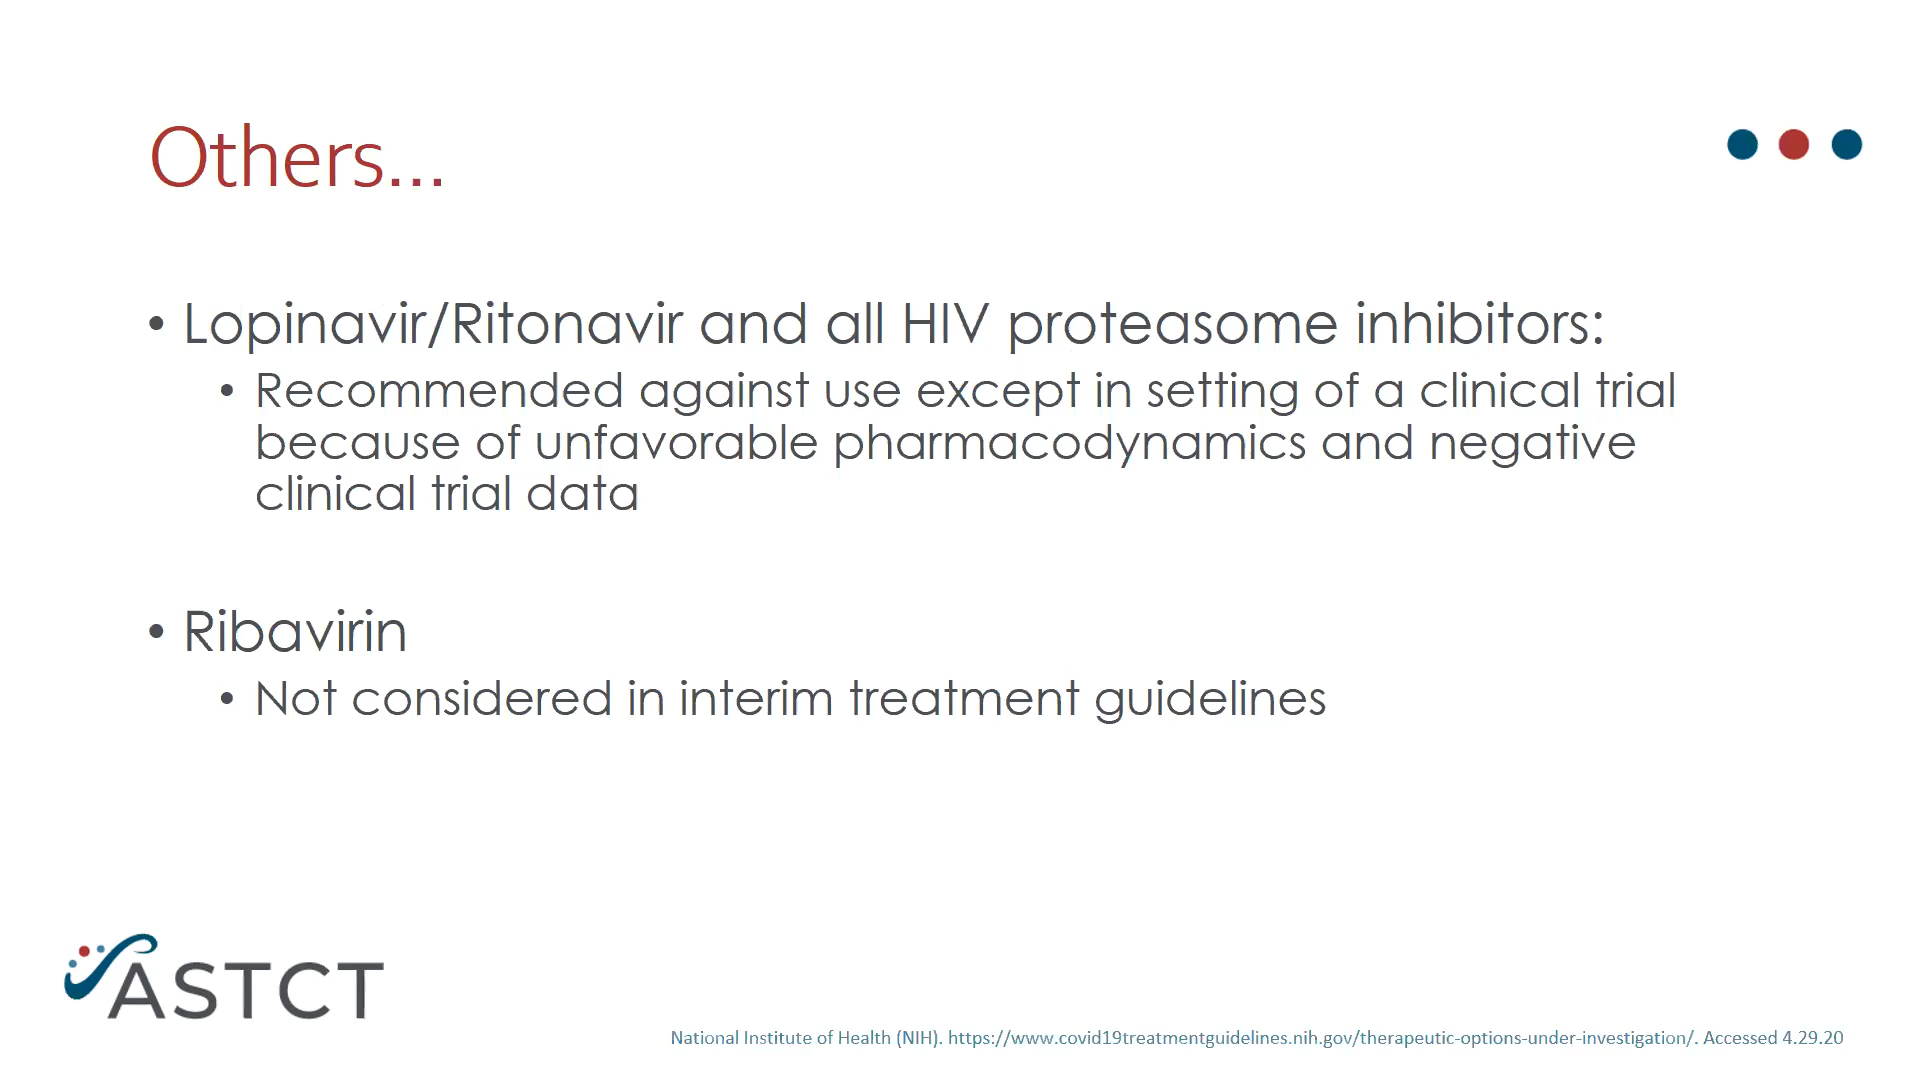 Others...
• Lopinavir/Ritonavir and all HIV proteasome inhibitors:
• Recommended against use except in setting of a clinical trial
because of unfavorable pharmacodynamics and negative
clinical trial data
• Ribavirin
• Not considered in interim treatment guidelines
ASTCT
National Institute of Health (NIH). https://www.covid19treatmentguidelines.nih.gov/therapeutic-options-under-investigation/. Accessed 4.29.20